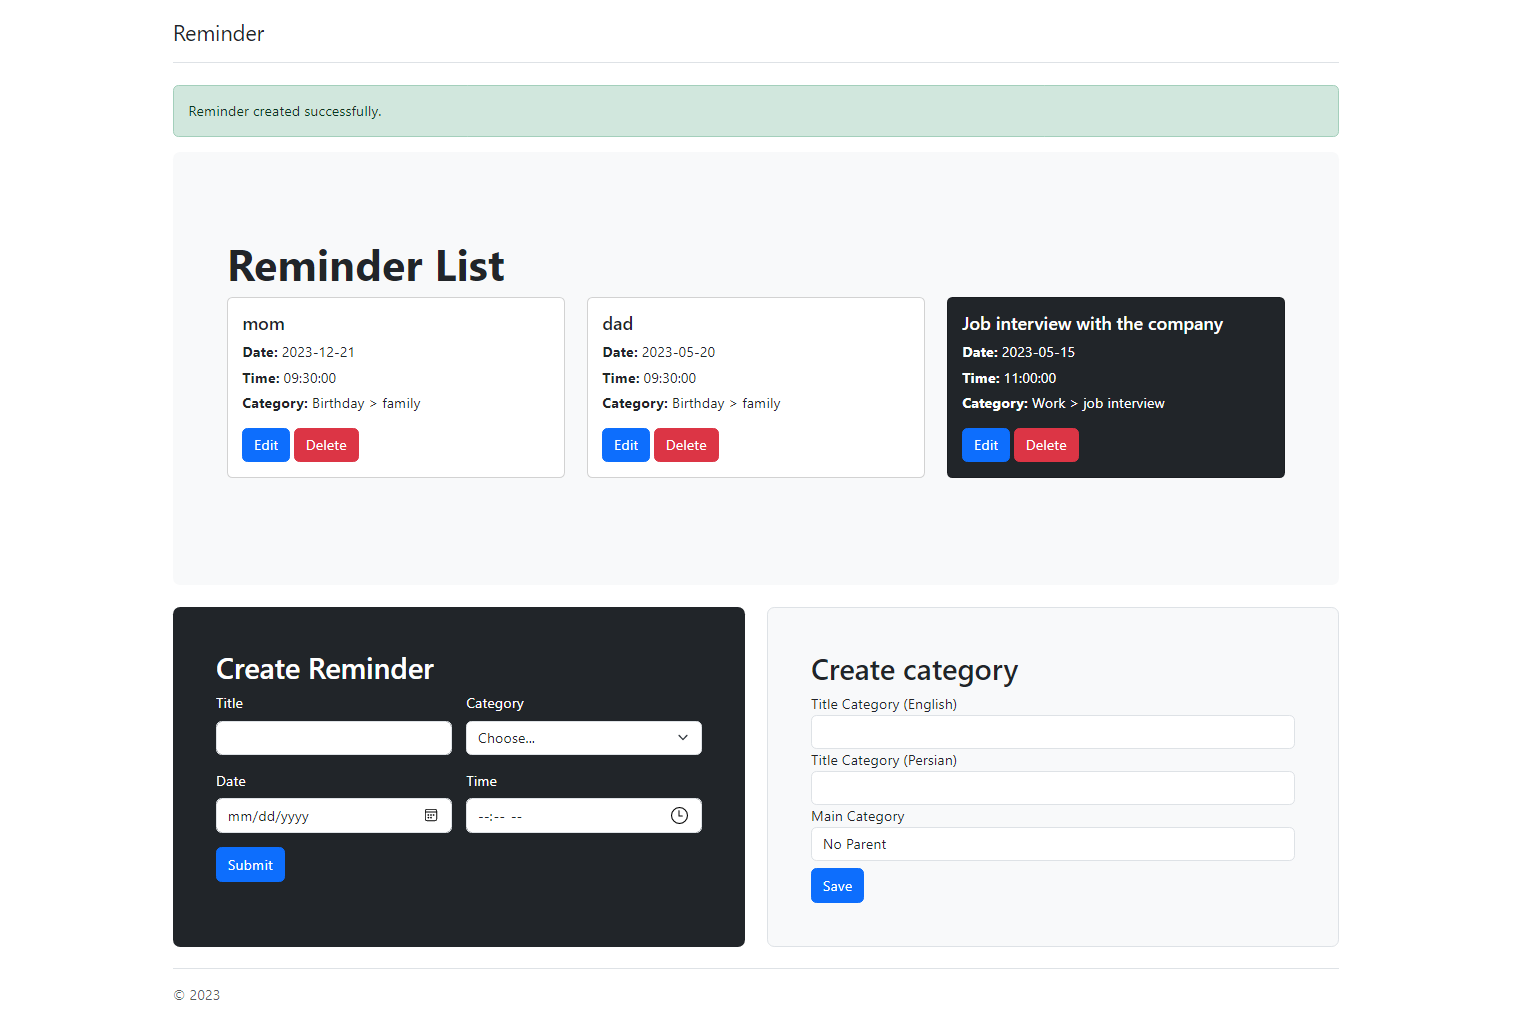 Reminder
Reminder created successfully.
Reminder List
mom
Date: 2023-12-21
Time: 09:30:00
Category: Birthday > family
Edit Delete
dad
Date: 2023-05-20
Time: 09:30:00
Category: Birthday > family
Edit Delete
Job interview with the company
Date: 2023-05-15
Time: 11:00:00
Category: Work > job interview
Edit Delete
Create Reminder
Title Category
Choose...
Date Time
mm/dd/yyyy --:-- --
Submit
Create category
Title Category (English)
Title Category (Persian)
Main Category
No Parent
Save
© 2023